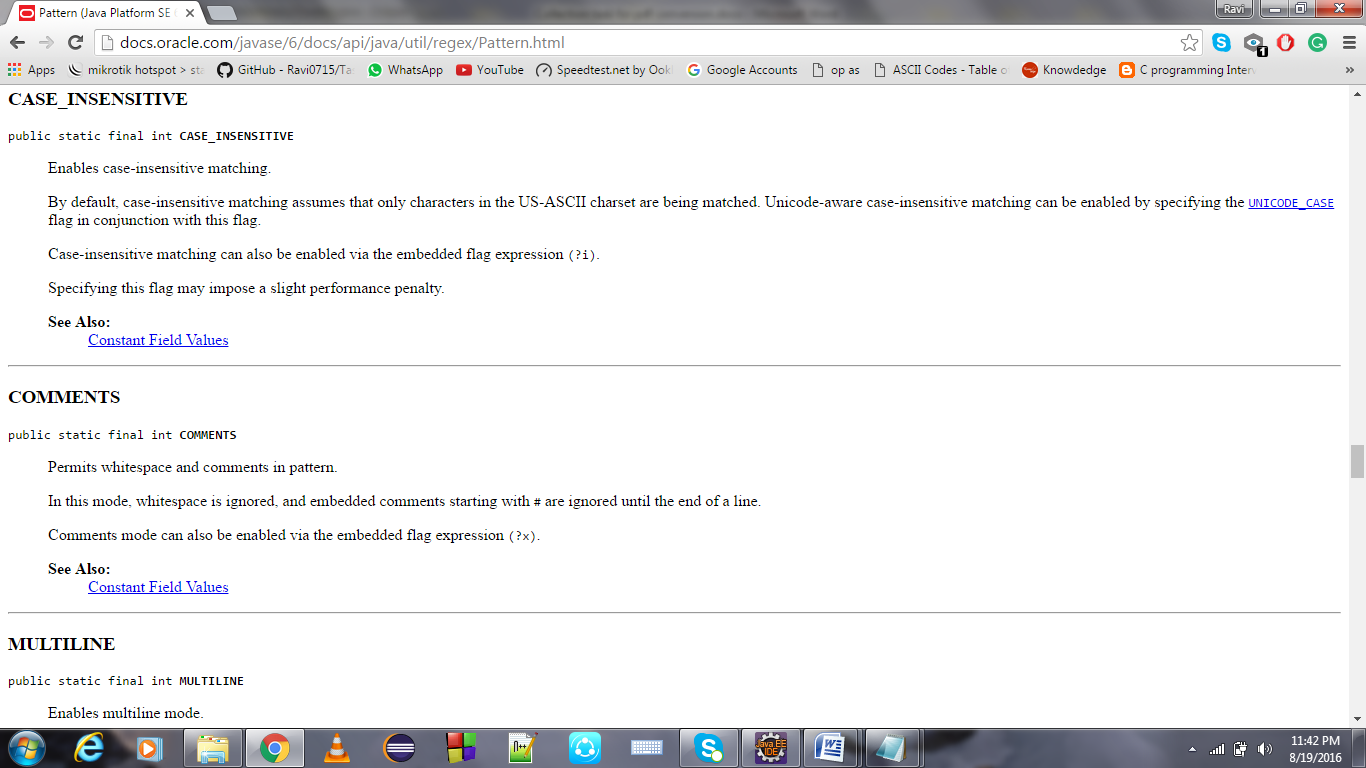 Pattern (Java Platform SE
Ravi
docs.oracle.com/javase/6/docs/api/java/util/regex/Pattern.html
1
Apps
mikrotik hotspot > sta
GitHub - Ravi0715/Ta
WhatsApp
YouTube
Speedtest.net by Ookl
Google Accounts
op as
ASCII Codes - Table o
Knowdedge
C programming Inter
»
CASE_INSENSITIVE
public static final int CASE_INSENSITIVE
Enables case-insensitive matching.
By default, case-insensitive matching assumes that only characters in the US-ASCII charset are being matched. Unicode-aware case-insensitive matching can be enabled by specifying the UNICODE_CASE
flag in conjunction with this flag.
Case-insensitive matching can also be enabled via the embedded flag expression (?i).
Specifying this flag may impose a slight performance penalty.
See Also:
Constant Field Values
COMMENTS
public static final int COMMENTS
Permits whitespace and comments in pattern.
In this mode, whitespace is ignored, and embedded comments starting with # are ignored until the end of a line.
Comments mode can also be enabled via the embedded flag expression (?x).
See Also:
Constant Field Values
MULTILINE
public static final int MULTILINE
Enables multiline mode.
Java EE
IDE
11:42 PM
8/19/2016